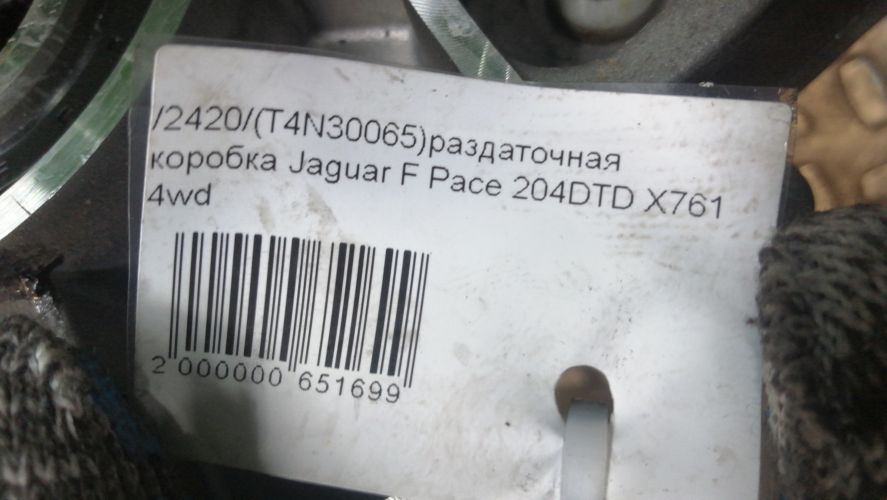 /2420/(T4N30065)раздаточная
коробка Jaguar F Pace 204DTD X761
4wd
2 000000 651699